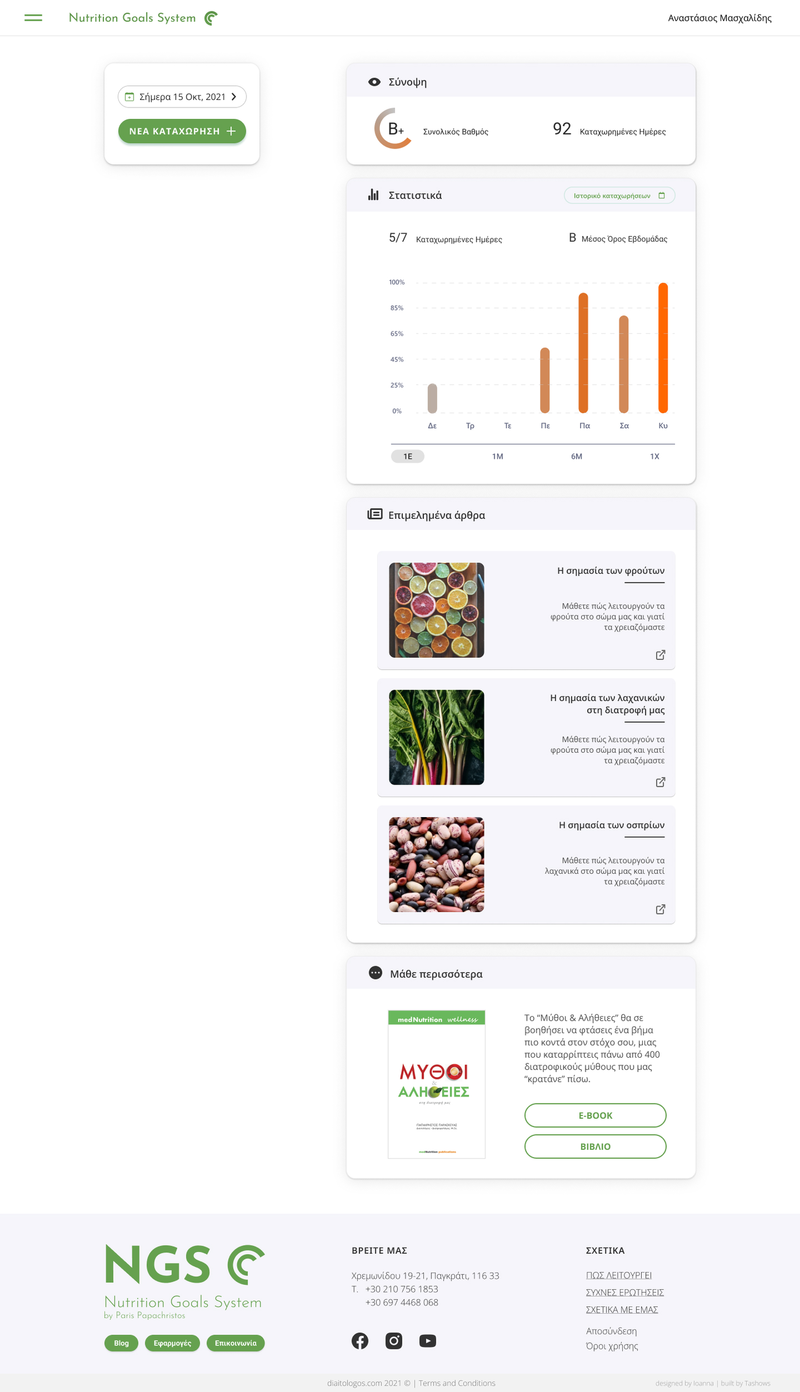 Nutrition Goals System
Αναστάσιος Μασχαλίδης
Σήμερα 15 Οκτ, 2021
ΝΕΑ ΚΑΤΑΧΩΡΗΣΗ
Σύνοψη
B+ Συνολικός Βαθμός
92 Καταχωρημένες Ημέρες
Στατιστικά
Ιστορικό καταχωρήσεων
5/7 Καταχωρημένες Ημέρες
B Μέσος Όρος Εβδομάδας
100%
85%
65%
45%
25%
0%
Δε Τρ Τε Πε Πα Σα Κυ
1Ε 1Μ 6Μ 1Χ
Επιμελημένα άρθρα
Η σημασία των φρούτων
Μάθετε πώς λειτουργούν τα
φρούτα στο σώμα μας και γιατί
τα χρειαζόμαστε
Η σημασία των λαχανικών
στη διατροφή μας
Μάθετε πώς λειτουργούν τα
φρούτα στο σώμα μας και γιατί
τα χρειαζόμαστε
Η σημασία των οσπρίων
Μάθετε πώς λειτουργούν τα
λαχανικά στο σώμα μας και γιατί
τα χρειαζόμαστε
Μάθε περισσότερα
medNutrition wellness
ΜΥΘΟΙ
ΑΛΗΘΕΙΕΣ
Το “Μύθοι & Αλήθειες” θα σε
βοηθήσει να φτάσεις ένα βήμα
πιο κοντά στον στόχο σου, μιας
που καταρρίπτεις πάνω από 400
διατροφικούς μύθους που μας
“κρατάνε” πίσω.
E-BOOK
ΒΙΒΛΙΟ
NGS
Nutrition Goals System
by Paris Papachristos
Blog Εφαρμογές Επικοινωνία
ΒΡΕΙΤΕ ΜΑΣ
Χρεμωνίδου 19-21, Παγκράτι, 116 33
Τ. +30 210 756 1853
+30 697 4468 068
ΣΧΕΤΙΚΑ
ΠΩΣ ΛΕΙΤΟΥΡΓΕΙ
ΣΥΧΝΕΣ ΕΡΩΤΗΣΕΙΣ
ΣΧΕΤΙΚΑ ΜΕ ΕΜΑΣ
Αποσύνδεση
Όροι χρήσης
diaitologos.com 2021 © | Terms and Conditions
designed by ioanna | built by Tashows